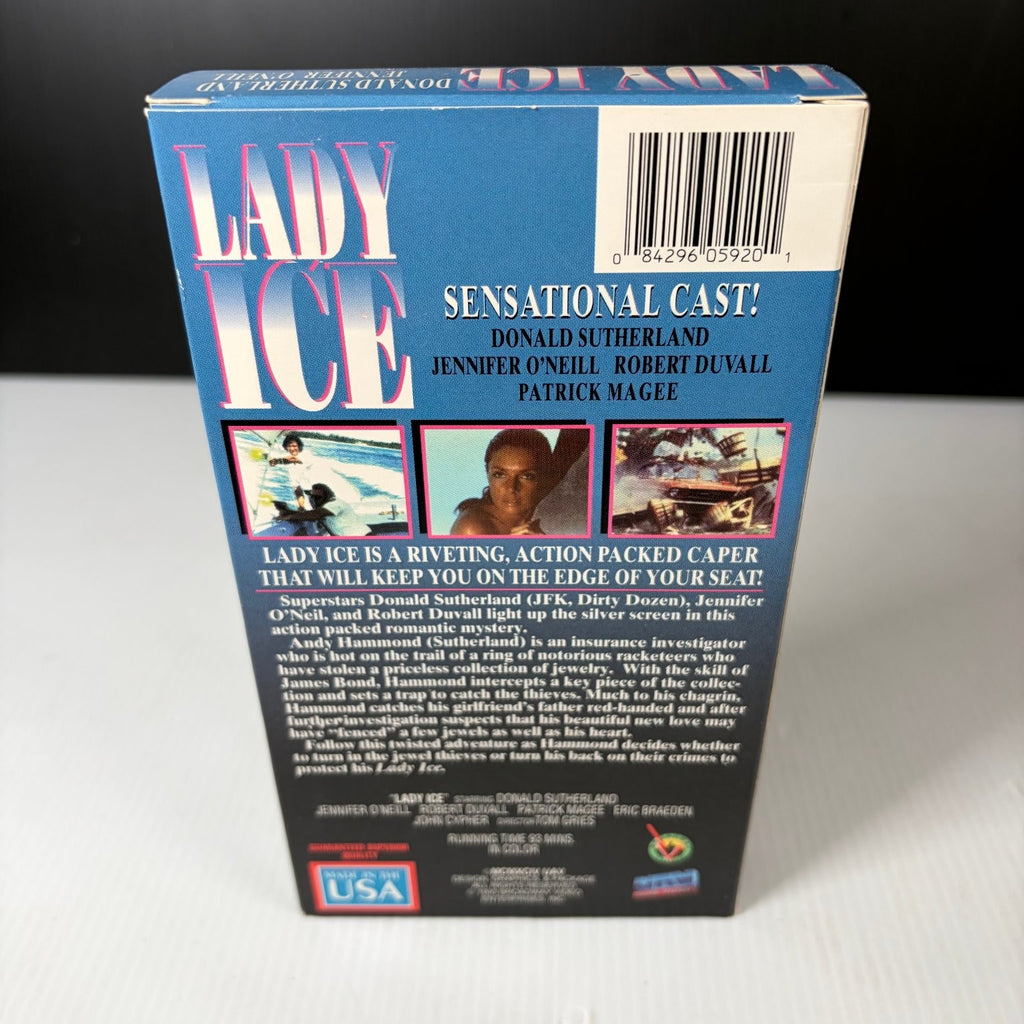 DONALD SUTHERLAND
JENNIFER O'NEILL
LADY ICE
LADY
ICE
0 84296 05920 1
SENSATIONAL CAST!
DONALD SUTHERLAND
JENNIFER O'NEILL ROBERT DUVALL
PATRICK MAGEE
LADY ICE IS A RIVETING, ACTION PACKED CAPER
THAT WILL KEEP YOU ON THE EDGE OF YOUR SEAT!
Superstars Donald Sutherland (JFK, Dirty Dozen), Jennifer
O'Neil, and Robert Duvall light up the silver screen in this
action packed romantic mystery.
Andy Hammond (Sutherland) is an insurance investigator
who is hot on the trail of a ring of notorious racketeers who
have stolen a priceless collection of jewelry. With the skill of
James Bond, Hammond intercepts a key piece of the collec-
tion and sets a trap to catch the thieves. Much to his chagrin,
Hammond catches his girlfriend's father red-handed and after
further investigation suspects that his beautiful new love may
have "fenced" a few jewels as well as his heart.
Follow this twisted adventure as Hammond decides whether
to turn in the jewel thieves or turn his back on their crimes to
protect his Lady Ice.
"LADY ICE" STARRING DONALD SUTHERLAND
JENNIFER O'NEILL ROBERT DUVALL PATRICK MAGEE ERIC BRAEDEN
JOHN CYPHER DIRECTOR TOM GRIES
RUNNING TIME 93 MINS.
IN COLOR
GUARANTEED SUPERIOR
QUALITY
MADE IN THE
USA
DESIGN, GRAPHICS & PACKAGE
ALL RIGHTS RESERVED